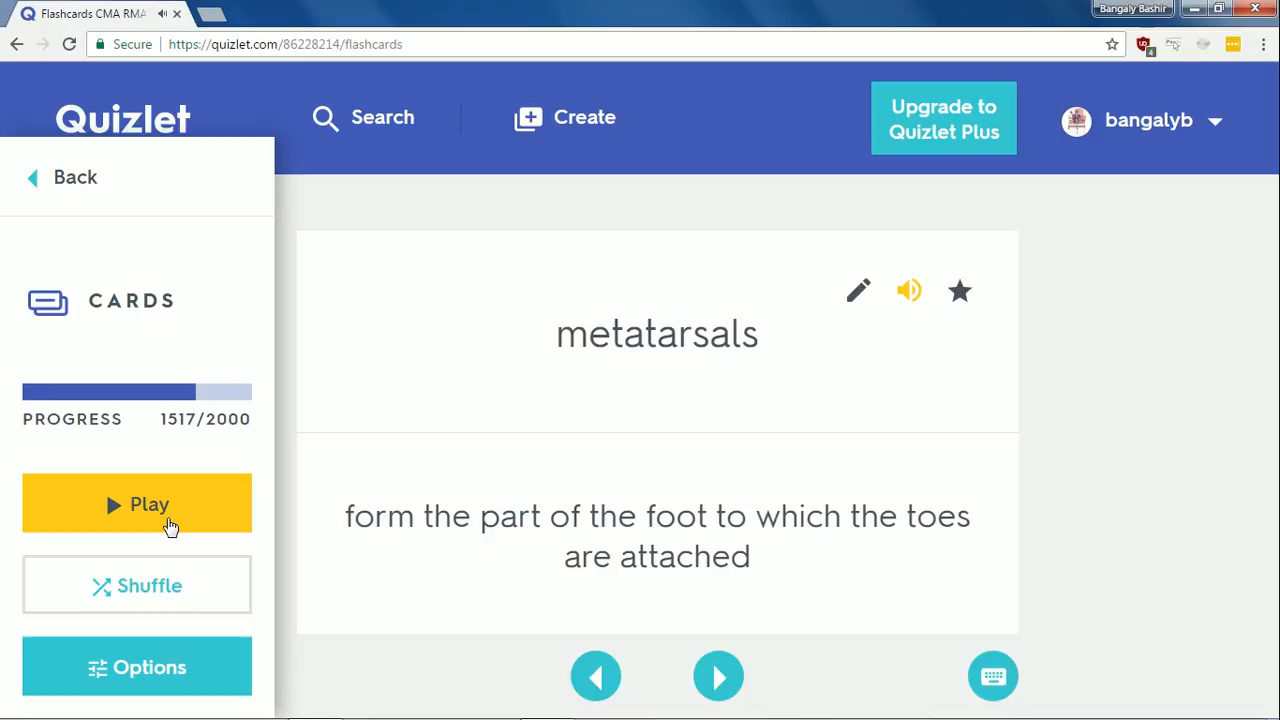 Flashcards CMA RMA
Bangaly Bashir
Secure
https://quizlet.com/86228214/flashcards
4
Quizlet
Search
Create
Upgrade to
Quizlet Plus
bangalyb
Back
CARDS
PROGRESS 1517/2000
Play
Shuffle
Options
metatarsals
form the part of the foot to which the toes
are attached